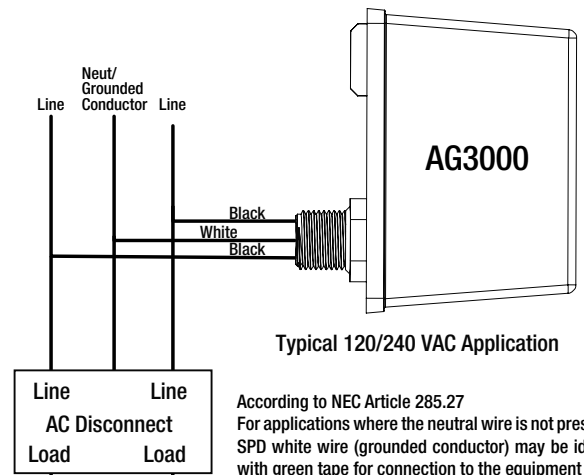 Neut/
Grounded
Line Conductor Line
AG3000
Black
White
Black
Typical 120/240 VAC Application
Line Line
AC Disconnect
Load Load
According to NEC Article 285.27
For applications where the neutral wire is not
SPD white wire (grounded conductor) may be
with green tape for connection to the equipment